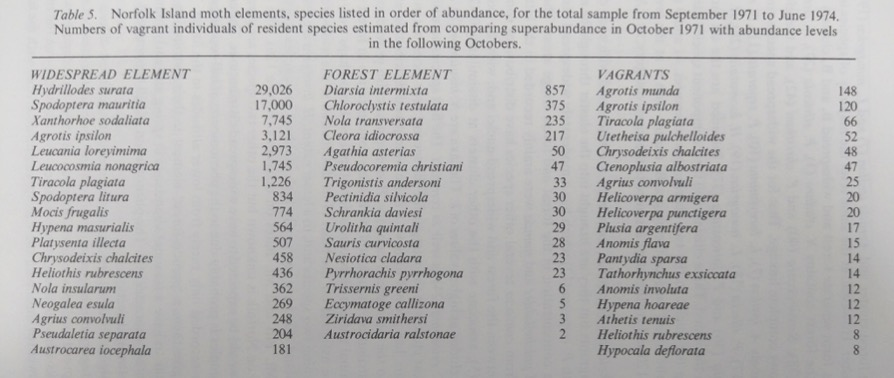 Table 5. Norfolk Island moth elements, species listed in order of abundance, for the total sample from September 1971 to June 1974.
Numbers of vagrant individuals of resident species estimated from comparing superabundance in October 1971 with abundance levels
in the following Octobers.
WIDESPREAD ELEMENT FOREST ELEMENT VAGRANTS
Hydrillodes surata 29,026 Diarsia intermixta 857 Agrotis munda 148
Spodoptera mauritia 17,000 Chloroclystis testulata 375 Agrotis ipsilon 120
Xanthorhoe sodaliata 7,745 Nola transversata 235 Tiracola plagiata 66
Agrotis ipsilon 3,121 Cleora idiocrossa 217 Utetheisa pulchelloides 52
Leucania loreyimima 2,973 Agathia asterias 50 Chrysodeixis chalcites 48
Leucocosmia nonagrica 1,745 Pseudocoremia christiani 47 Ctenoplusia albostriata 47
Tiracola plagiata 1,226 Trigonistis andersoni 33 Agrius convolvuli 25
Spodoptera litura 834 Pectinidia silvicola 30 Helicoverpa armigera 20
Mocis frugalis 774 Schrankia daviesi 30 Helicoverpa punctigera 20
Hypena masurialis 564 Urolitha quintali 29 Plusia argentifera 17
Platysenta illecta 507 Sauris curvicosta 28 Anomis flava 15
Chrysodeixis chalcites 458 Nesiotica cladara 23 Pantydia sparsa 14
Heliothis rubrescens 436 Pyrrhorachis pyrrhogona 23 Tathorhynchus exsiccata 14
Nola insularum 362 Trissernis greeni 6 Anomis involuta 12
Neogalea esula 269 Eccymatoge callizona 5 Hypena hoareae 12
Agrius convolvuli 248 Ziridava smithersi 3 Athetis tenuis 12
Pseudaletia separata 204 Austrocidaria ralstonae 2 Heliothis rubrescens 8
Austrocarea iocephala 181 Hypocala deflorata 8